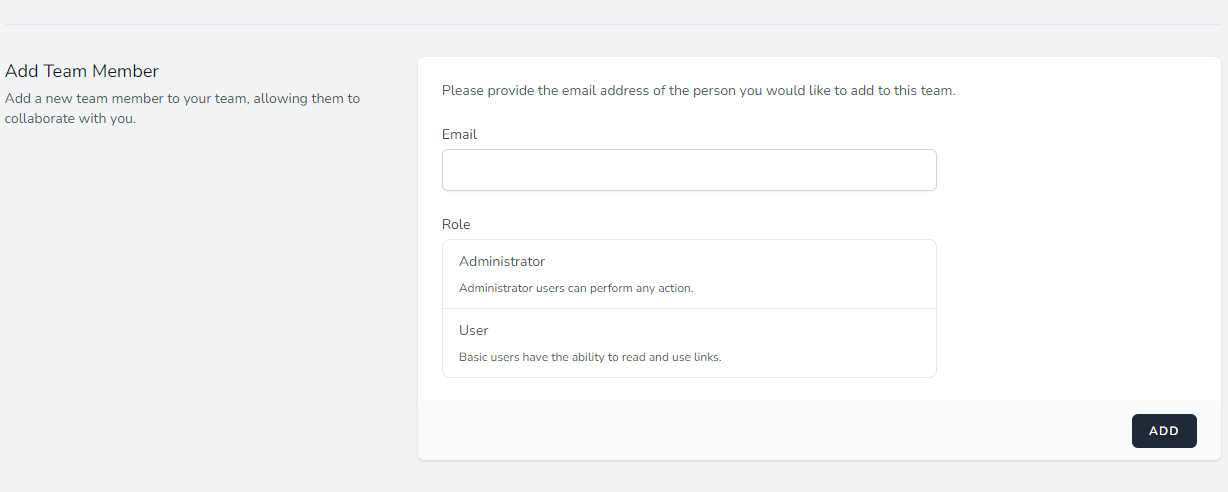 Add Team Member
Add a new team member to your team, allowing them to
collaborate with you.
Please provide the email address of the person you would like to add to this team.
Email
Role
Administrator
Administrator users can perform any action.
User
Basic users have the ability to read and use links.
ADD